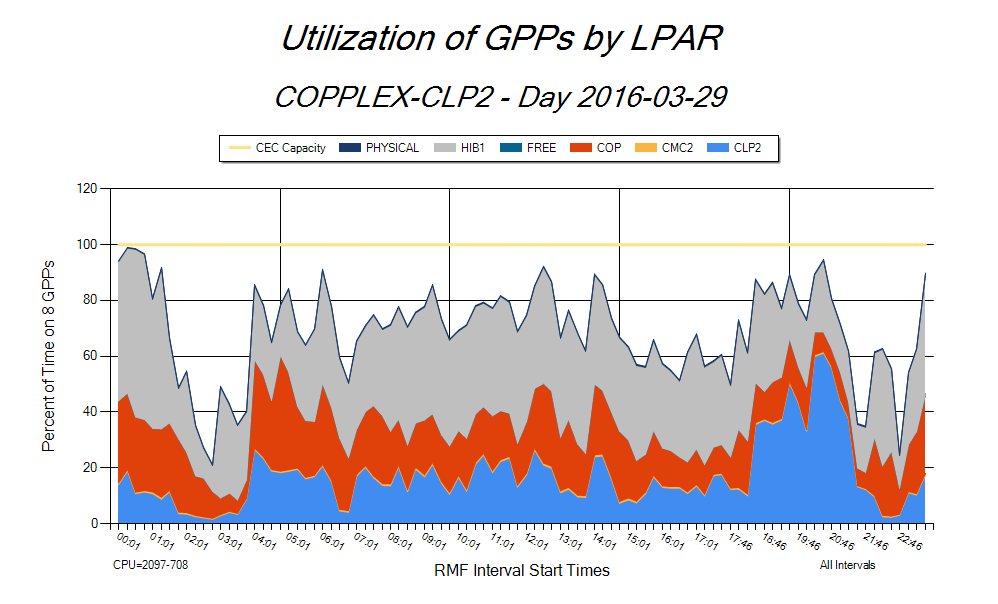 Utilization of GPPs by LPAR
COPPLEX-CLP2 - Day 2016-03-29
CEC Capacity PHYSICAL HIB1 FREE COP CMC2 CLP2
Percent of Time on 8 GPPs
120
100
80
60
40
20
0
00:01 01:01 02:01 03:01 04:01 05:01 06:01 07:01 08:01 09:01 10:01 11:01 12:01 13:01 14:01 15:01 16:01 17:01 17:46 18:46 19:46 20:46 22:46
CPU=2097-708
RMF Interval Start Times
All Intervals